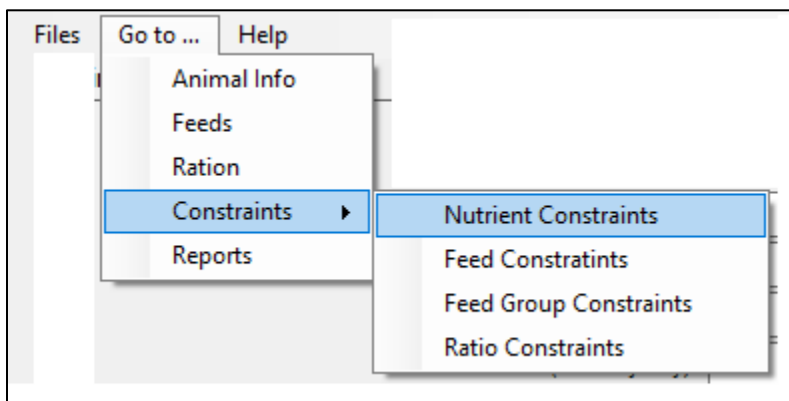 Files Go to ... Help
Animal Info
Feeds
Ration
Constraints
Reports
Nutrient Constraints
Feed Constratints
Feed Group Constraints
Ratio Constraints